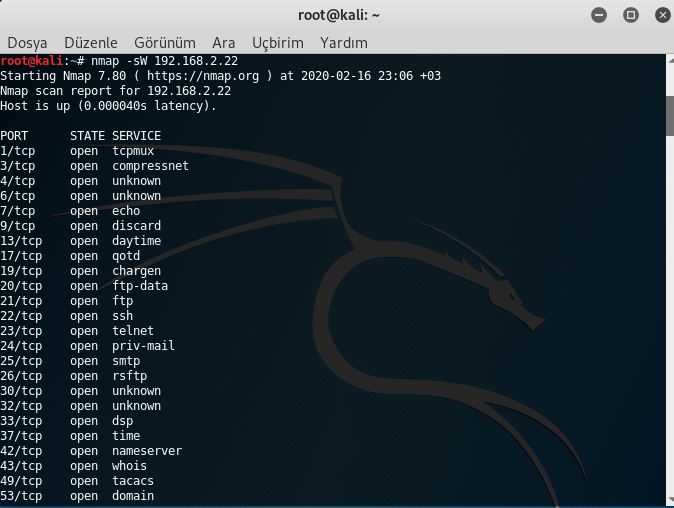 root@kali: ~
Dosya Düzenle Görünüm Ara Uçbirim Yardım
root@kali:~# nmap -sW 192.168.2.22
Starting Nmap 7.80 ( https://nmap.org ) at 2020-02-16 23:06 +03
Nmap scan report for 192.168.2.22
Host is up (0.000040s latency).
PORT STATE SERVICE
1/tcp open tcpmux
3/tcp open compressnet
4/tcp open unknown
6/tcp open unknown
7/tcp open echo
9/tcp open discard
13/tcp open daytime
17/tcp open qotd
19/tcp open chargen
20/tcp open ftp-data
21/tcp open ftp
22/tcp open ssh
23/tcp open telnet
24/tcp open priv-mail
25/tcp open smtp
26/tcp open rsftp
30/tcp open unknown
32/tcp open unknown
33/tcp open dsp
37/tcp open time
42/tcp open nameserver
43/tcp open whois
49/tcp open tacacs
53/tcp open domain